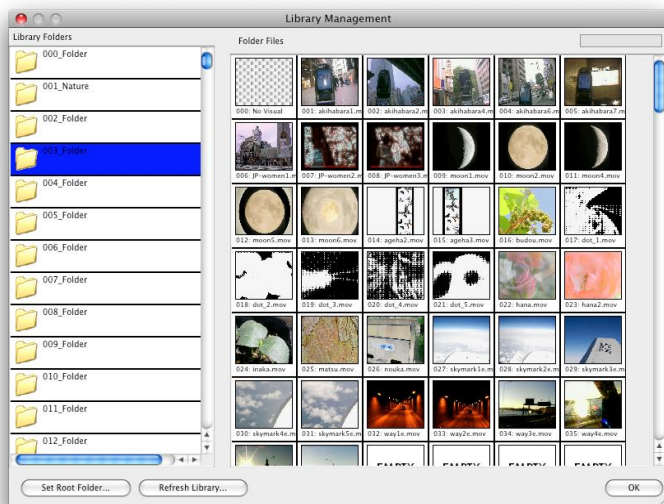 Library Management
Library Folders
Folder Files
000_Folder
001_Nature
002_Folder
003_Folder
004_Folder
005_Folder
006_Folder
007_Folder
008_Folder
009_Folder
010_Folder
011_Folder
012_Folder
000: No Visual
001: akihabara1.m
002: akihabara2.m
003: akihabara4.m
004: akihabara6.m
005: akihabara7.m
006: JP-women1.m
007: JP-women2.m
008: JP-women3.m
009: moon1.mov
010: moon2.mov
011: moon4.mov
012: moon5.mov
013: moon6.mov
014: ageha2.mov
015: ageha3.mov
016: budou.mov
017: dot_1.mov
018: dot_2.mov
019: dot_3.mov
020: dot_4.mov
021: dot_5.mov
022: hana.mov
023: hana2.mov
024: inaka.mov
025: matsu.mov
026: nouka.mov
027: skymark1e.m
028: skymark2e.m
029: skymark3e.m
030: skymark4e.m
031: skymark5e.m
032: way1e.mov
033: way2e.mov
034: way3e.mov
035: way4e.mov
EMPTY
EMPTY
EMPTY
EMPTY
Set Root Folder...
Refresh Library...
OK